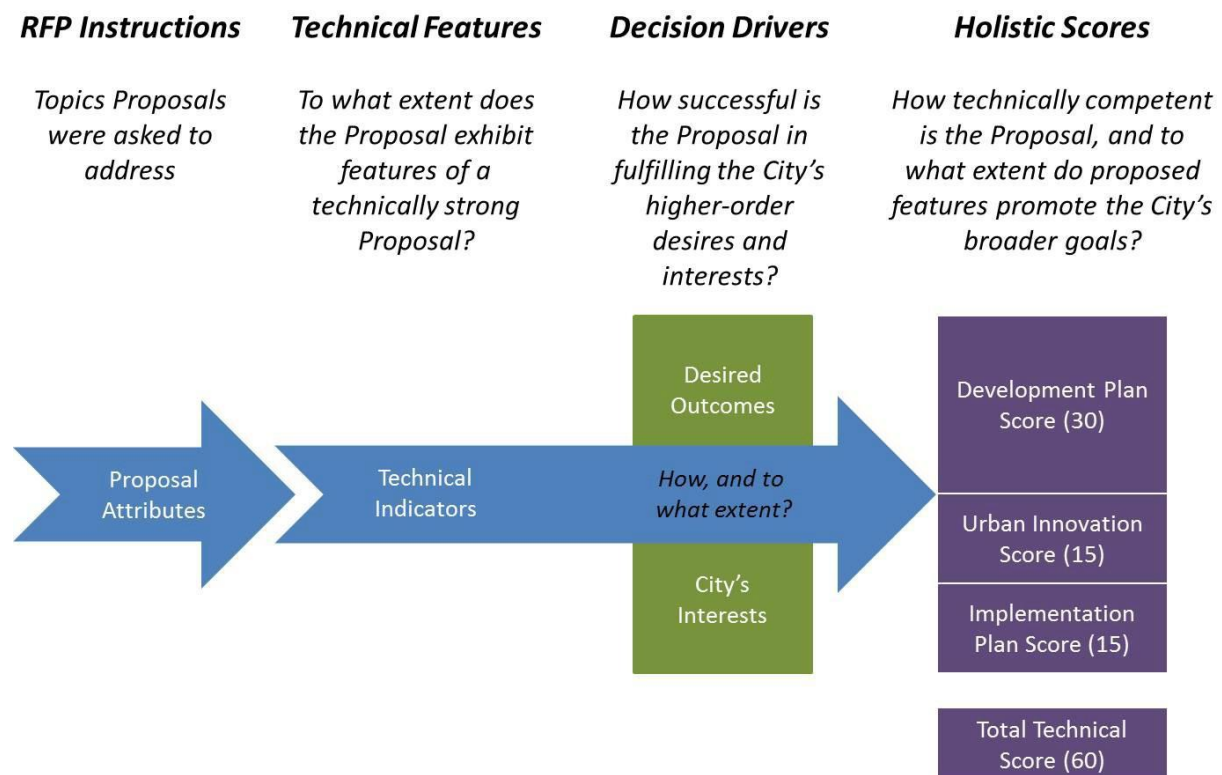 RFP Instructions
Topics Proposals
were asked to
address
Technical Features
To what extent does
the Proposal exhibit
features of a
technically strong
Proposal?
Decision Drivers
How successful is
the Proposal in
fulfilling the City’s
higher-order
desires and
interests?
Holistic Scores
How technically competent
is the Proposal, and to
what extent do proposed
features promote the City’s
broader goals?
Proposal
Attributes
Technical
Indicators
Desired
Outcomes
How, and to
what extent?
City’s
Interests
Development Plan
Score (30)
Urban Innovation
Score (15)
Implementation
Plan Score (15)
Total Technical
Score (60)